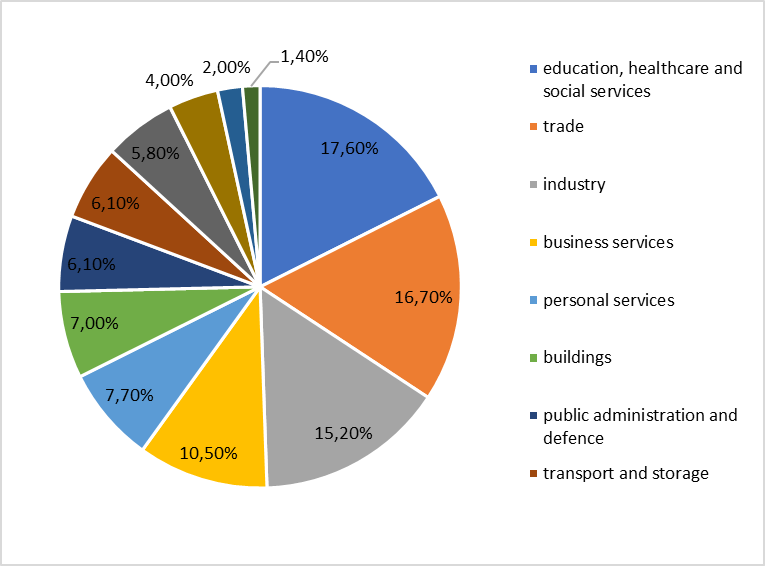 1,40%
2,00%
4,00%
5,80%
6,10%
6,10%
7,00%
7,70%
10,50%
15,20%
16,70%
17,60%
education, healthcare and
social services
trade
industry
business services
personal services
buildings
public administration and
defence
transport and storage